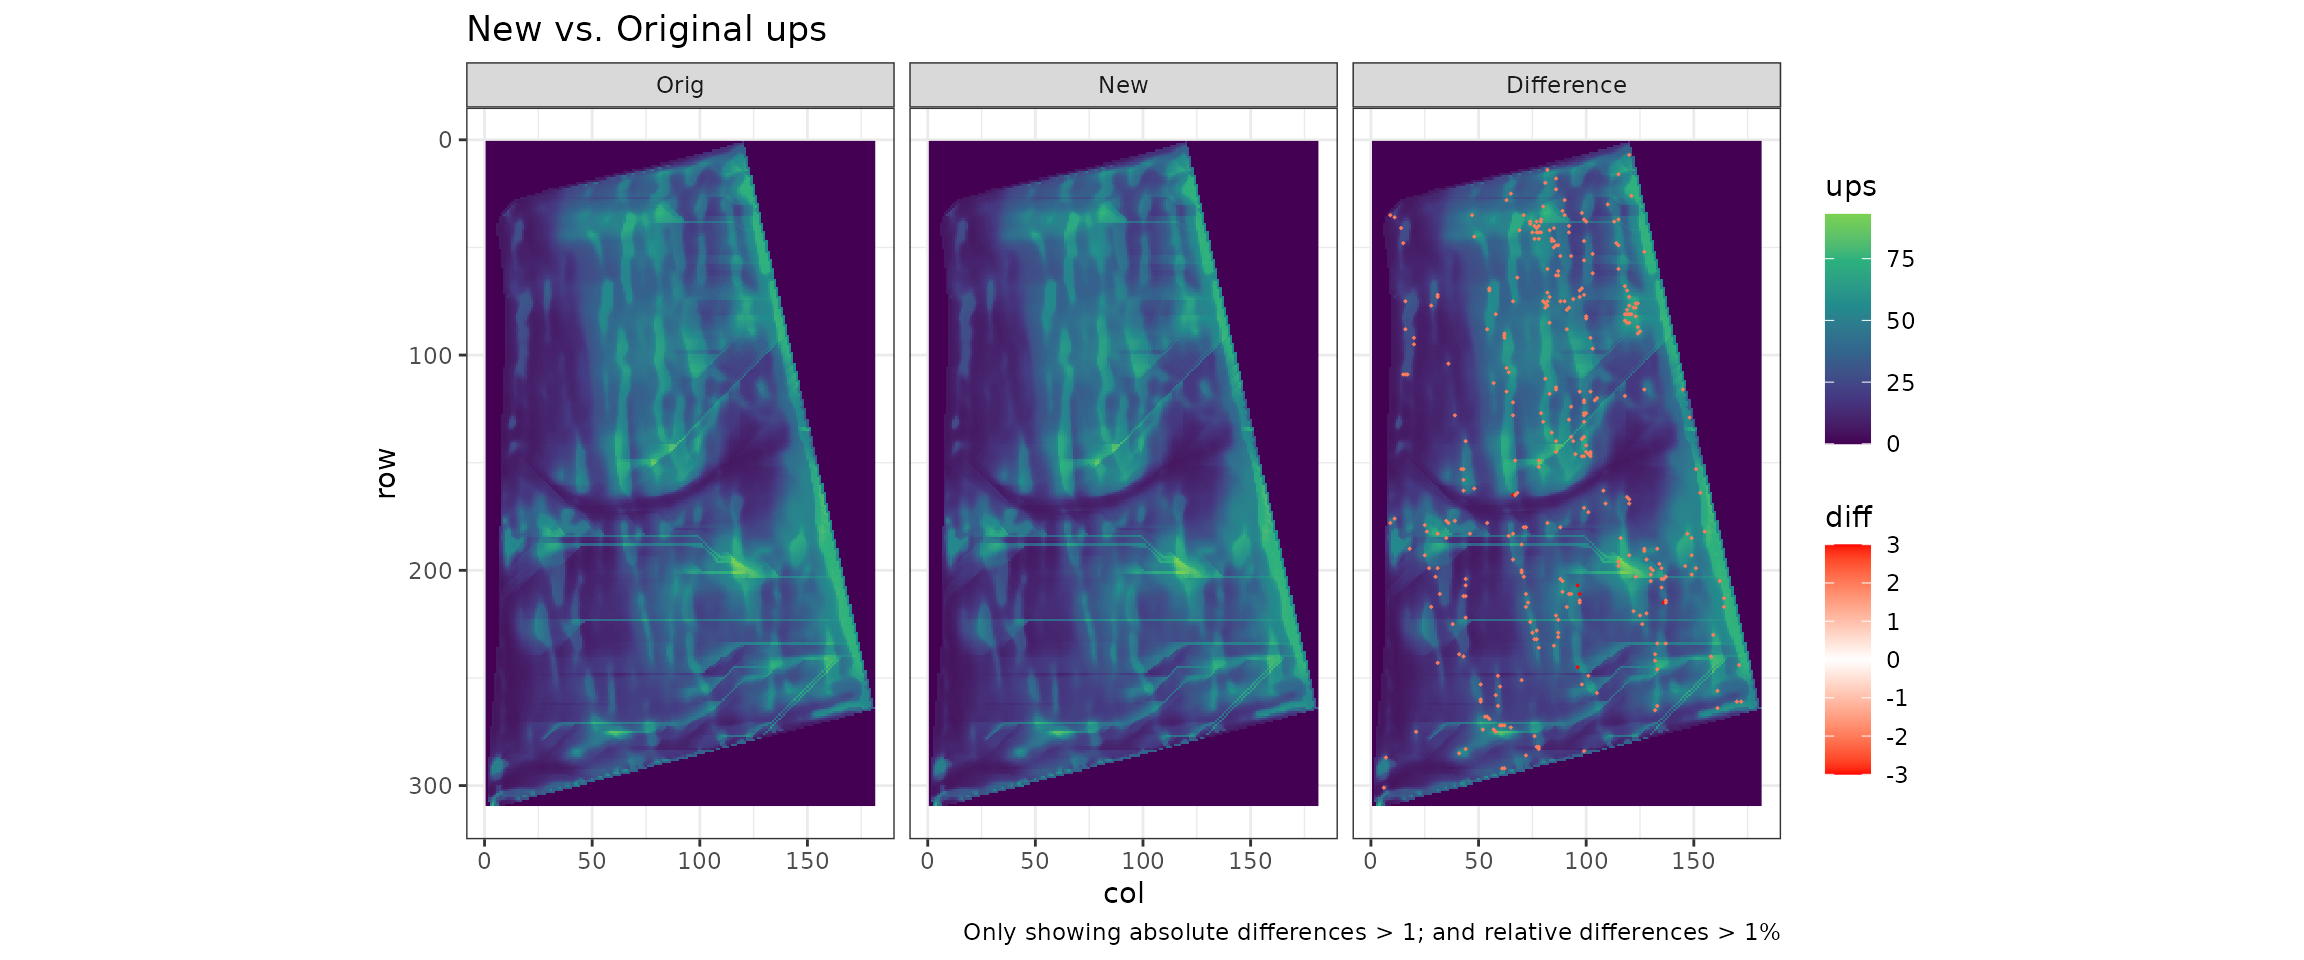 New vs. Original ups
Orig New Difference
0
100
200
300
row
0 50 100 150 0 50 100 150 0 50 100 150
col
Only showing absolute differences > 1; and relative differences > 1%
ups
75
50
25
0
diff
3
2
1
0
-1
-2
-3